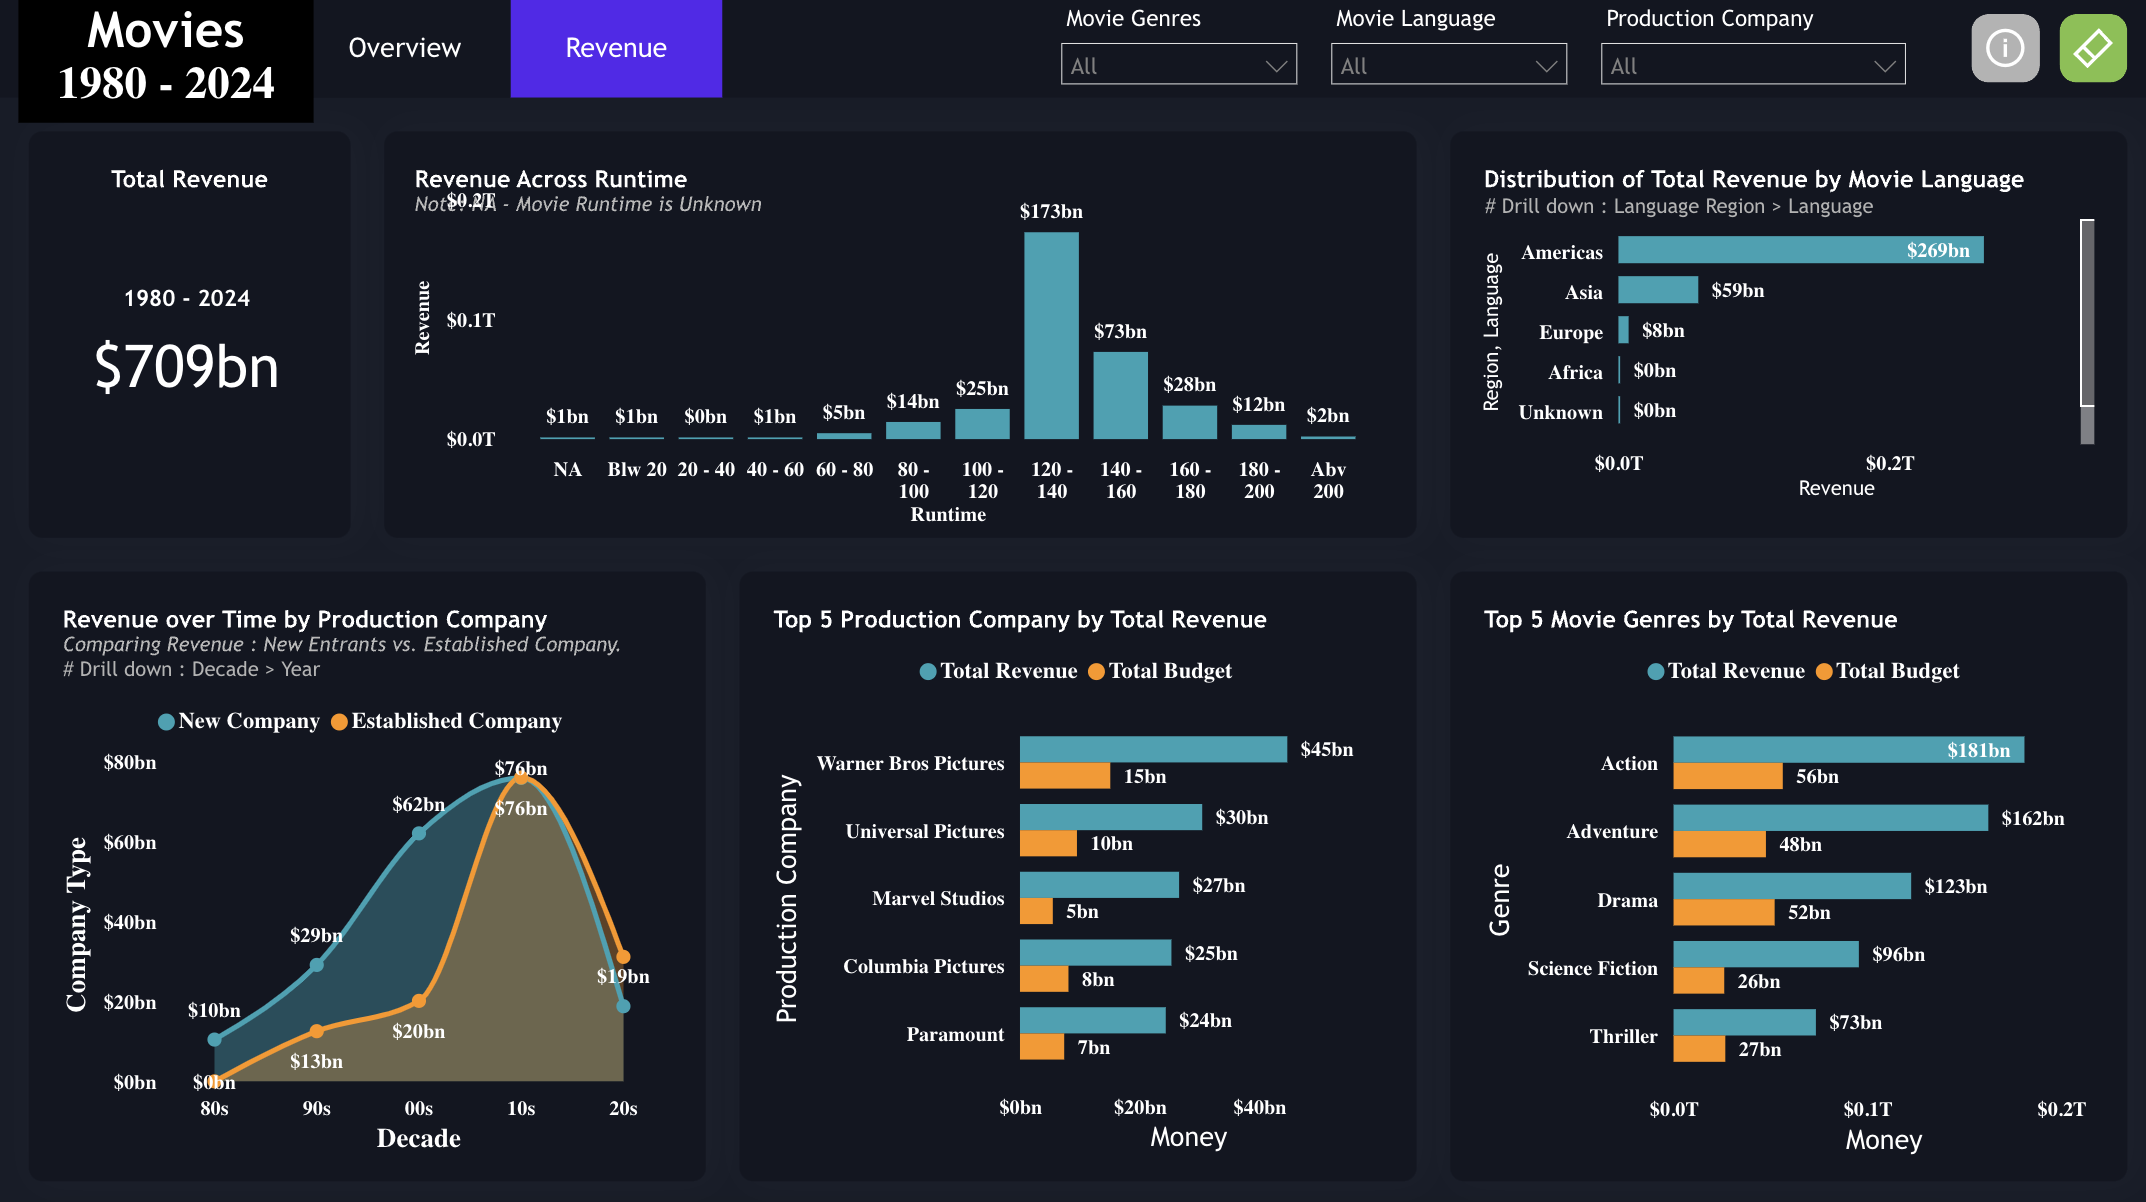 Movies
1980 - 2024
Overview
Revenue
Movie Genres
All
Movie Language
All
Production Company
All
i
Total Revenue
1980 - 2024
$709bn
Revenue Across Runtime
Note: NA - Movie Runtime is Unknown
$0.2T
$0.1T
$0.0T
Revenue
$1bn
$1bn
$0bn
$1bn
$5bn
$14bn
$25bn
$173bn
$73bn
$28bn
$12bn
$2bn
NA
Blw 20
20 - 40
40 - 60
60 - 80
80 -
100
100 -
120
120 -
140
140 -
160
160 -
180
180 -
200
Abv
200
Runtime
Distribution of Total Revenue by Movie Language
# Drill down : Language Region > Language
Region, Language
Americas
$269bn
Asia
$59bn
Europe
$8bn
Africa
$0bn
Unknown
$0bn
$0.0T
$0.2T
Revenue
Revenue over Time by Production Company
Comparing Revenue : New Entrants vs. Established Company.
# Drill down : Decade > Year
New Company
Established Company
Company Type
$80bn
$60bn
$40bn
$20bn
$0bn
$10bn
$29bn
$62bn
$76bn
$76bn
$19bn
$0bn
$13bn
$20bn
80s
90s
00s
10s
20s
Decade
Top 5 Production Company by Total Revenue
Total Revenue
Total Budget
Production Company
Warner Bros Pictures
$45bn
15bn
Universal Pictures
$30bn
10bn
Marvel Studios
$27bn
5bn
Columbia Pictures
$25bn
8bn
Paramount
$24bn
7bn
$0bn
$20bn
$40bn
Money
Top 5 Movie Genres by Total Revenue
Total Revenue
Total Budget
Genre
Action
$181bn
56bn
Adventure
$162bn
48bn
Drama
$123bn
52bn
Science Fiction
$96bn
26bn
Thriller
$73bn
27bn
$0.0T
$0.1T
$0.2T
Money